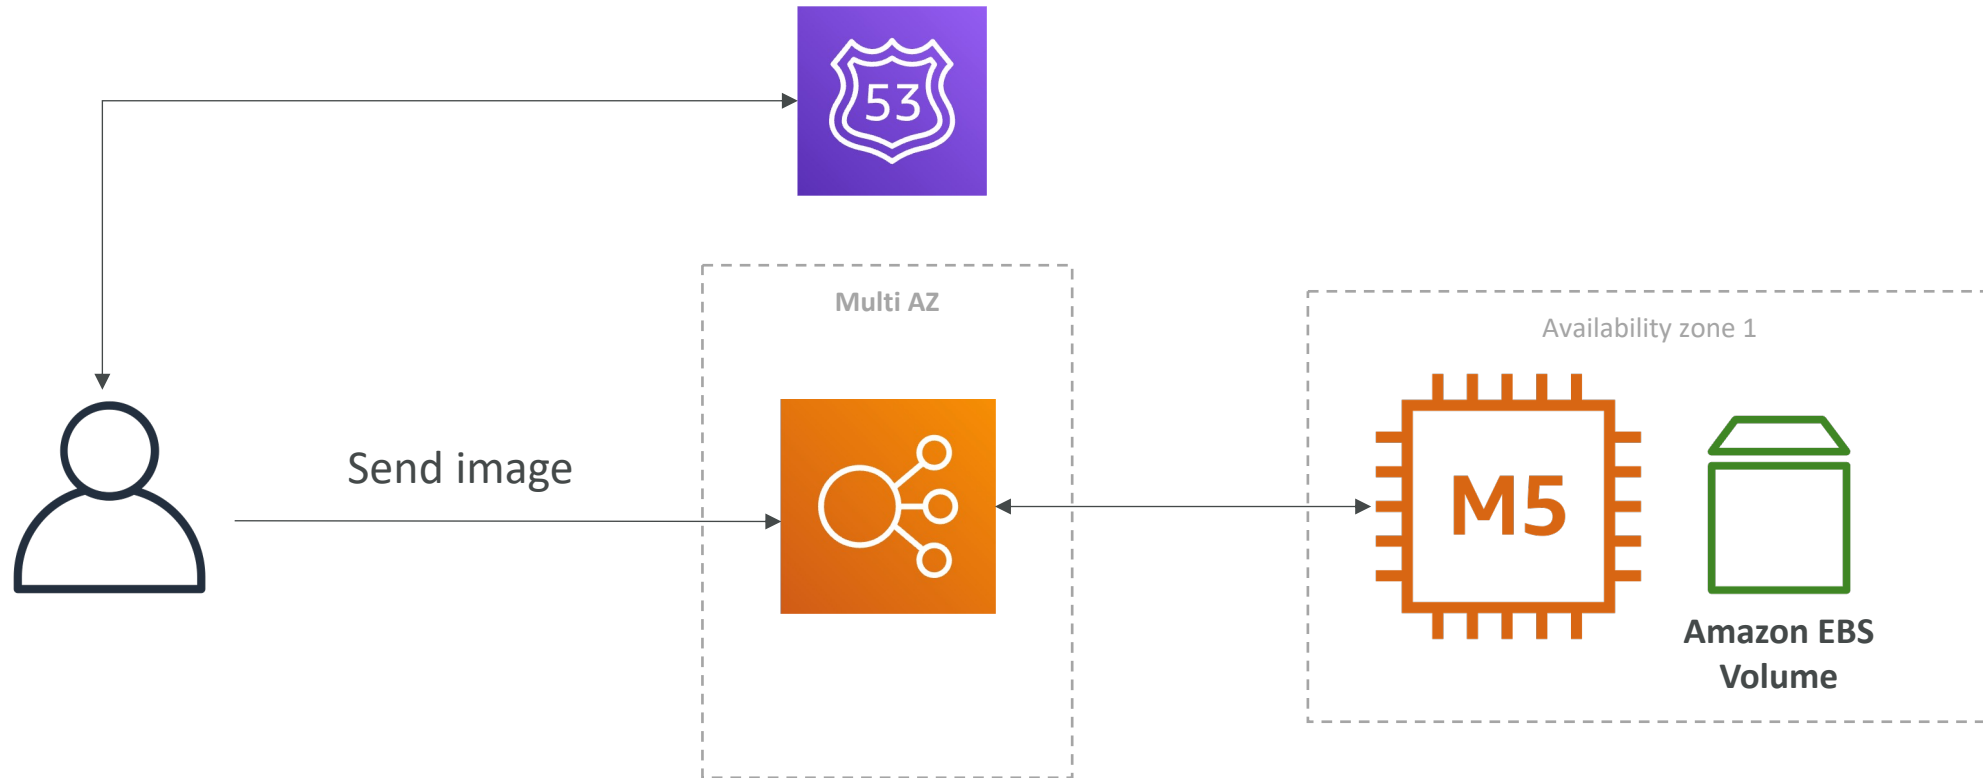 53
Multi AZ
Availability zone 1
Send image
M5
Amazon EBS
Volume